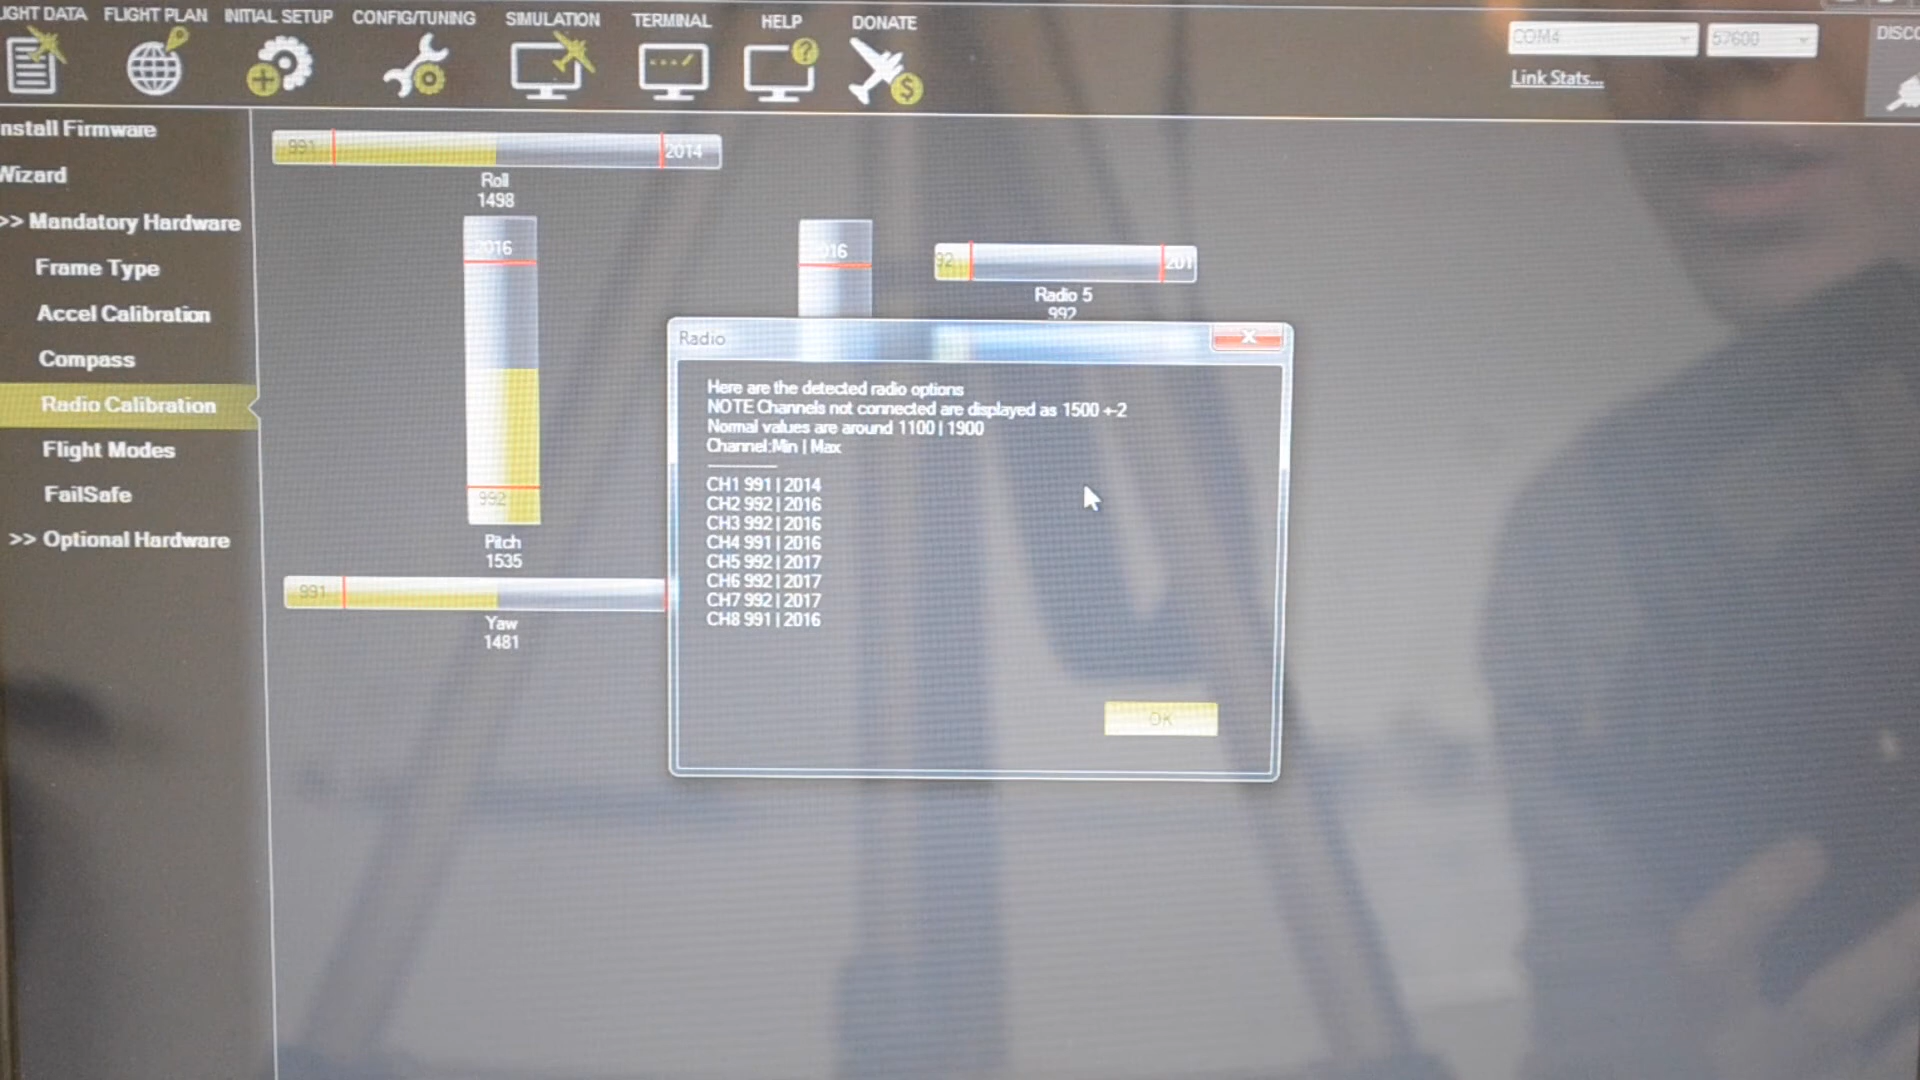 IGHT DATA FLIGHT PLAN INITIAL SETUP CONFIG/TUNING SIMULATION TERMINAL HELP DONATE
COM4 57600 DISCO
Link Stats...
nstall Firmware
Wizard
>> Mandatory Hardware
Frame Type
Accel Calibration
Compass
Radio Calibration
Flight Modes
FailSafe
>> Optional Hardware
991 2014
Roll
1498
2016
992
Pitch
1535
991
Yaw
1481
2016
92 201
Radio 5
992
Radio
Here are the detected radio options
NOTE Channels not connected are displayed as 1500 +-2
Normal values are around 1100 | 1900
Channel:Min | Max
CH1 991 | 2014
CH2 992 | 2016
CH3 992 | 2016
CH4 991 | 2016
CH5 992 | 2017
CH6 992 | 2017
CH7 992 | 2017
CH8 991 | 2016
OK